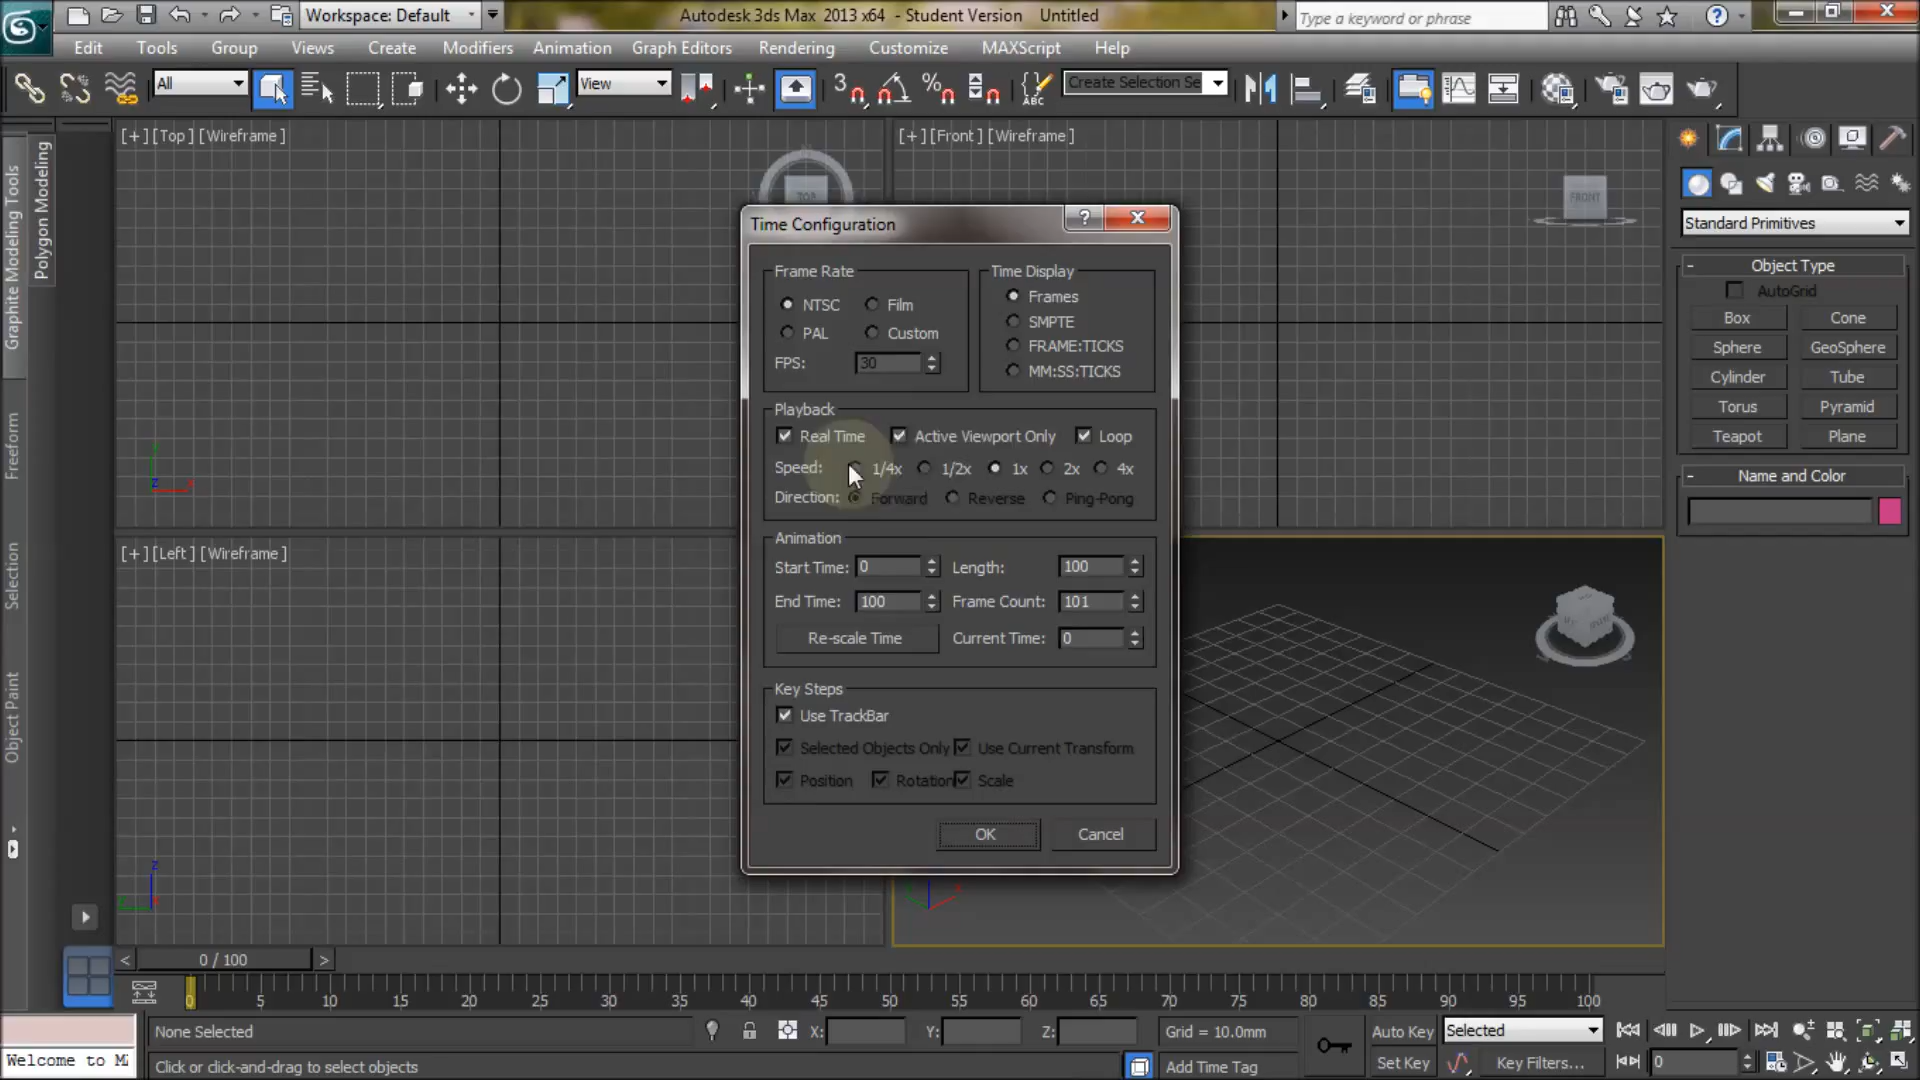 Workspace: Default
Autodesk 3ds Max 2013 x64 - Student Version Untitled
Type a keyword or phrase
Edit Tools Group Views Create Modifiers Animation Graph Editors Rendering Customize MAXScript Help
All
View
3
%
ABC
Create Selection Se
[+] [Top] [Wireframe]
[+] [Front] [Wireframe]
TOP
FRONT
Graphite Modeling Tools
Polygon Modeling
Freeform
Selection
Object Paint
Standard Primitives
Object Type
AutoGrid
Box Cone
Sphere GeoSphere
Cylinder Tube
Torus Pyramid
Teapot Plane
Name and Color
Time Configuration
Frame Rate
NTSC Film
PAL Custom
FPS: 30
Time Display
Frames
SMPTE
FRAME:TICKS
MM:SS:TICKS
Playback
Real Time Active Viewport Only Loop
Speed: 1/4x 1/2x 1x 2x 4x
Direction: Forward Reverse Ping-Pong
Animation
Start Time: 0 Length: 100
End Time: 100 Frame Count: 101
Re-scale Time Current Time: 0
Key Steps
Use TrackBar
Selected Objects Only Use Current Transform
Position Rotation Scale
OK Cancel
[+] [Left] [Wireframe]
z
x
z
< 0 / 100 >
0 5 10 15 20 25 30 35 40 45 50 55 60 65 70 75 80 85 90 95 100
None Selected
X: Y: Z:
Grid = 10.0mm
Auto Key
Selected
Welcome to M
Click or click-and-drag to select objects
Add Time Tag
Set Key
Key Filters...
0